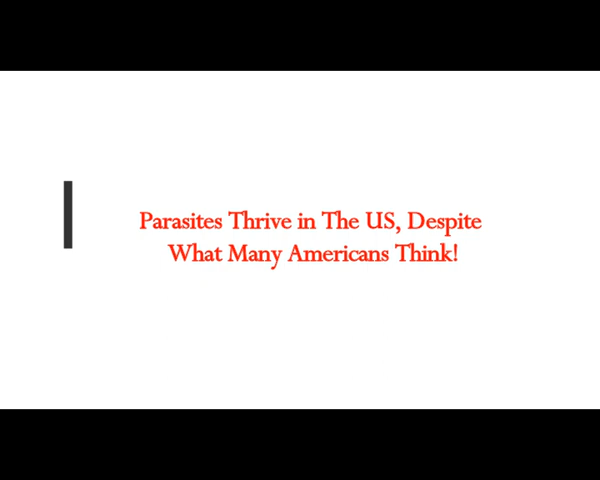 Parasites Thrive in The US, Despite
What Many Americans Think!